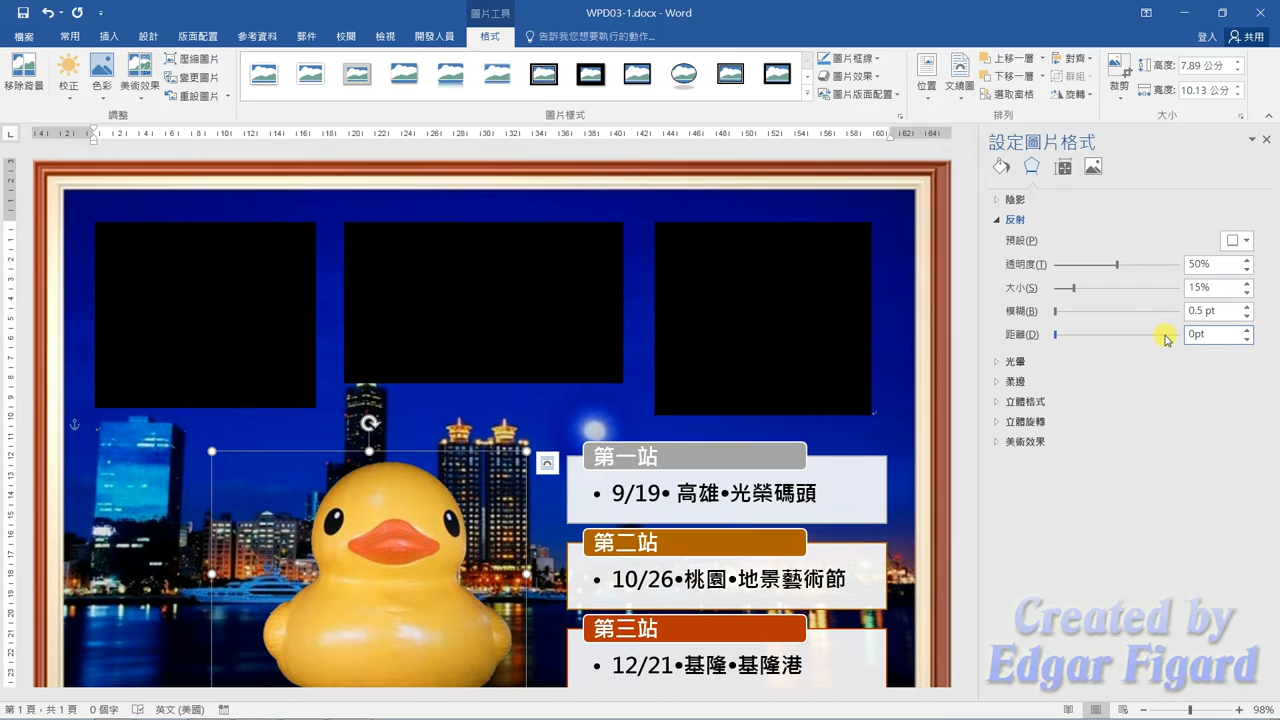 圖片工具
WPD03-1.docx - Word
檔案
常用
插入
設計
版面配置
參考資料
郵件
校閱
檢視
開發人員
格式
告訴我您想要執行的動作...
登入
共用
移除背景
校正
色彩
美術效果
壓縮圖片
變更圖片
重設圖片
調整
圖片樣式
圖片框線
圖片效果
圖片版面配置
位置
文繞圖
上移一層
下移一層
選取窗格
對齊
群組
旋轉
排列
裁剪
高度: 7.89 公分
寬度: 10.13 公分
大小
設定圖片格式
陰影
反射
預設(P)
透明度(T) 50%
大小(S) 15%
模糊(B) 0.5 pt
距離(D) 0pt
光暈
柔邊
立體格式
立體旋轉
美術效果
第一站
• 9/19• 高雄•光榮碼頭
第二站
• 10/26•桃園•地景藝術節
第三站
• 12/21•基隆•基隆港
Created by
Edgar Figurd
第 1 頁，共 1 頁
0 個字
英文 (美國)
98%